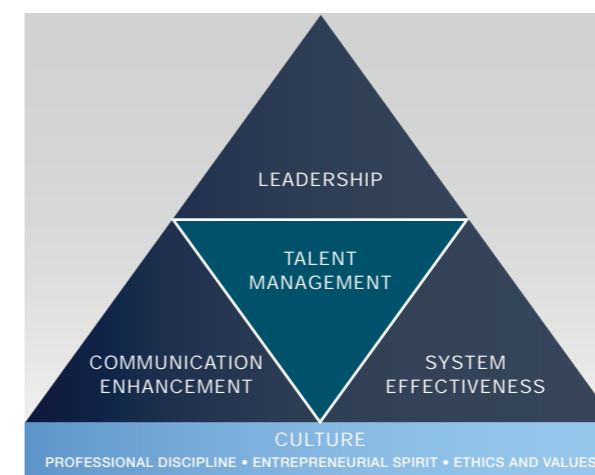 LEADERSHIP
TALENT
MANAGEMENT
COMMUNICATION
ENHANCEMENT
SYSTEM
EFFECTIVENESS
CULTURE
PROFESSIONAL DISCIPLINE • ENTREPRENEURIAL SPIRIT • ETHICS AND VALUES